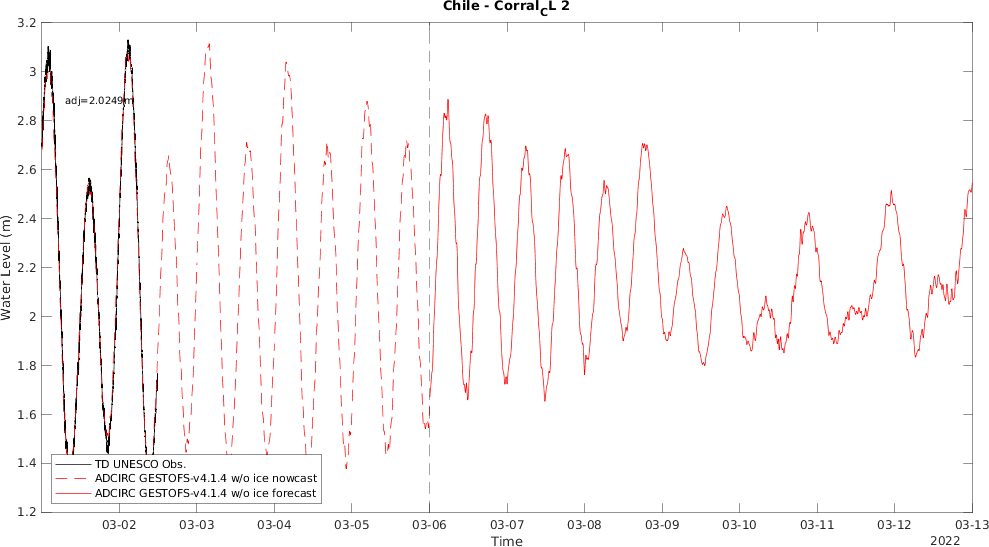 Chile - Corral_CL 2
3.2
3
2.8
2.6
2.4
2.2
2
1.8
1.6
1.4
1.2
Water Level (m)
adj=2.0249m
TD UNESCO Obs.
ADCIRC GESTOFS-v4.1.4 w/o ice nowcast
ADCIRC GESTOFS-v4.1.4 w/o ice forecast
03-02 03-03 03-04 03-05 03-06 03-07 03-08 03-09 03-10 03-11 03-12 03-13
Time
2022